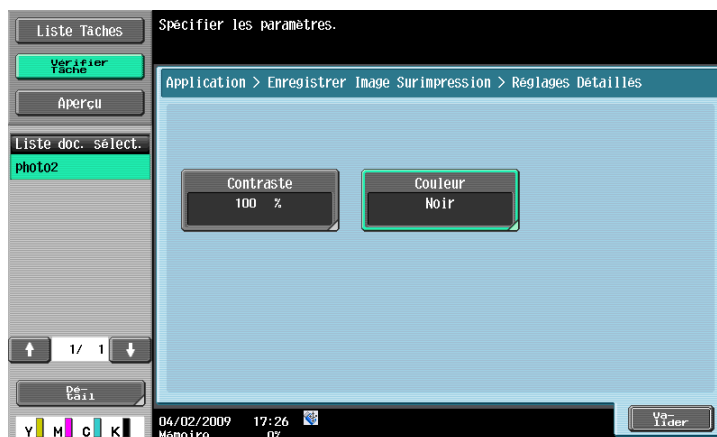 Liste Tâches
Spécifier les paramètres.
Vérifier
Tâche
Application > Enregistrer Image Surimpression > Réglages Détaillés
Aperçu
Liste doc. sélect.
photo2
Contraste
100 %
Couleur
Noir
1/ 1
Dé-
tail
Y M C K
04/02/2009 17:26
Mémoire 0%
Va-
lider